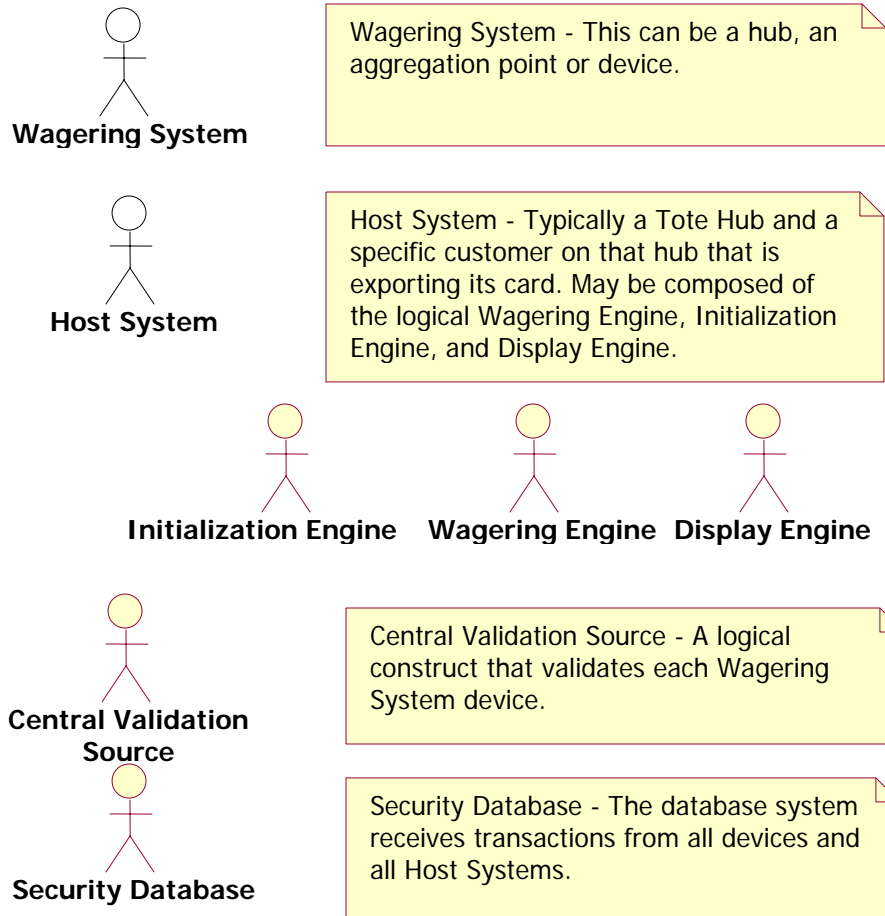 Wagering System - This can be a hub, an
aggregation point or device.
Wagering System
Host System - Typically a Tote Hub and a
specific customer on that hub that is
exporting its card. May be composed of
the logical Wagering Engine, Initialization
Engine, and Display Engine.
Host System
Initialization Engine
Wagering Engine
Display Engine
Central Validation Source - A logical
construct that validates each Wagering
System device.
Central Validation
Source
Security Database - The database system
receives transactions from all devices and
all Host Systems.
Security Database